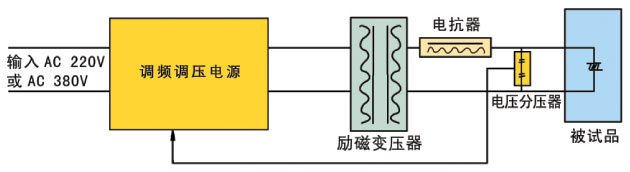 输入 AC 220V
或 AC 380V
调频调压电源
励磁变压器
电抗器
电压分压器
被试品